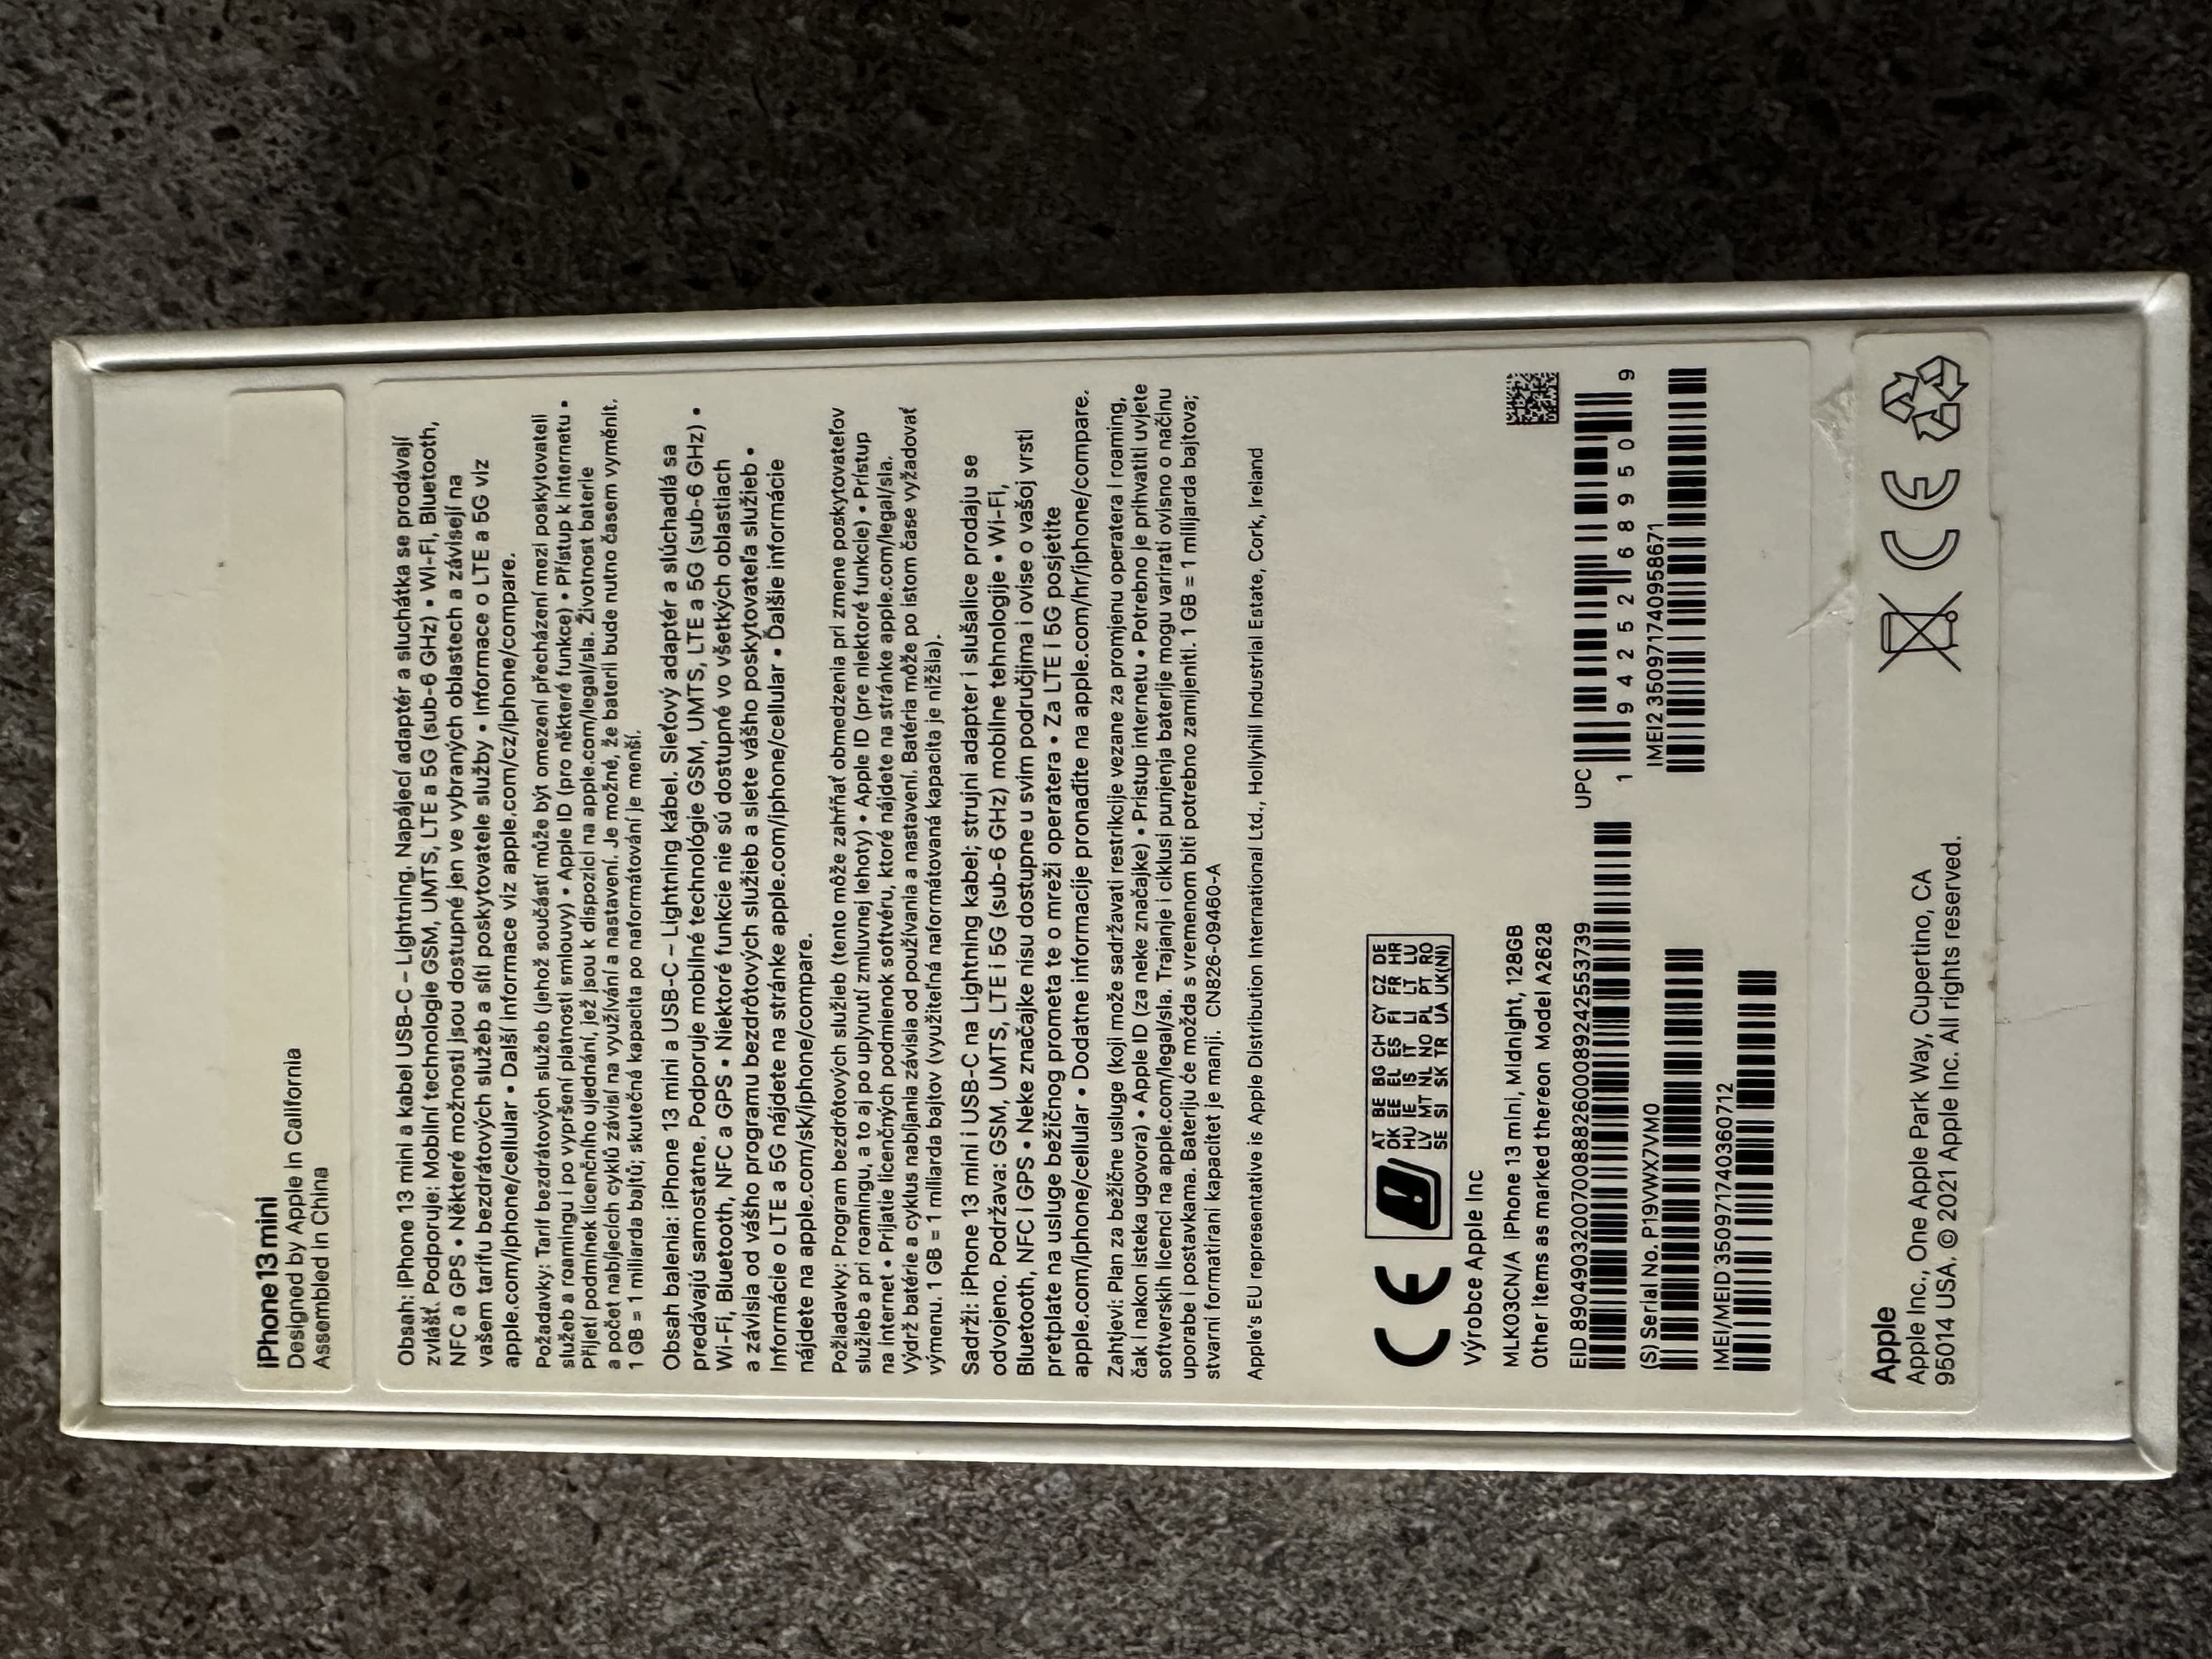 iPhone 13 mini
Designed by Apple in California
Assembled in China
Obsah: iPhone 13 mini a kabel USB-C – Lightning. Napájecí adaptér a sluchátka se prodávají
zvlášť. Podporuje: Mobilní technologie GSM, UMTS, LTE a 5G (sub-6 GHz) • Wi-Fi, Bluetooth,
NFC a GPS • Některé možnosti jsou dostupné jen ve vybraných oblastech a závisejí na
vašem tarifu bezdrátových služeb a síti poskytovatele služby • Informace o LTE a 5G viz
apple.com/iphone/cellular • Další informace viz apple.com/cz/iphone/compare.
Požadavky: Tarif bezdrátových služeb (jehož součástí může být omezení přecházení mezi poskytovateli
služeb a roamingu i po vypršení platnosti smlouvy) • Apple ID (pro některé funkce) • Přístup k internetu •
Přijetí podmínek licenčního ujednání, jež jsou k dispozici na apple.com/legal/sla. Životnost baterie
a počet nabíjecích cyklů závisí na využívání a nastavení. Je možné, že baterii bude nutno časem vyměnit.
1 GB = 1 miliarda bajtů; skutečná kapacita po naformátování je menší.
Obsah balenia: iPhone 13 mini a USB-C – Lightning kábel. Sieťový adaptér a slúchadlá sa
predávajú samostatne. Podporuje mobilné technológie GSM, UMTS, LTE a 5G (sub-6 GHz) •
Wi-Fi, Bluetooth, NFC a GPS • Niektoré funkcie nie sú dostupné vo všetkých oblastiach
a závisia od vášho programu bezdrôtových služieb a siete vášho poskytovateľa služieb •
Informácie o LTE a 5G nájdete na stránke apple.com/iphone/cellular • Ďalšie informácie
nájdete na apple.com/sk/iphone/compare.
Požiadavky: Program bezdrôtových služieb (tento môže zahŕňať obmedzenia pri zmene poskytovateľov
služieb a pri roamingu, a to aj po uplynutí zmluvnej lehoty) • Apple ID (pre niektoré funkcie) • Prístup
na internet • Prijatie licenčných podmienok softvéru, ktoré nájdete na stránke apple.com/legal/sla.
Výdrž batérie a cyklus nabíjania závisia od používania a nastavení. Batéria môže po istom čase vyžadovať
výmenu. 1 GB = 1 miliarda bajtov (využiteľná naformátovaná kapacita je nižšia).
Sadrži: iPhone 13 mini i USB-C na Lightning kabel; strujni adapter i slušalice prodaju se
odvojeno. Podržava: GSM, UMTS, LTE i 5G (sub-6 GHz) mobilne tehnologije • Wi-Fi,
Bluetooth, NFC i GPS • Neke značajke nisu dostupne u svim područjima i ovise o vašoj vrsti
pretplate na usluge bežičnog prometa te o mreži operatera • Za LTE i 5G posjetite
apple.com/iphone/cellular • Dodatne informacije pronađite na apple.com/hr/iphone/compare.
Zahtjevi: Plan za bežične usluge (koji može sadržavati restrikcije vezane za promjenu operatera i roaming,
čak i nakon isteka ugovora) • Apple ID (za neke značajke) • Pristup internetu • Potrebno je prihvatiti uvjete
softverskih licenci na apple.com/legal/sla. Trajanje i ciklusi punjenja baterije mogu varirati ovisno o načinu
uporabe i postavkama. Bateriju će možda s vremenom biti potrebno zamijeniti. 1 GB = 1 milijarda bajtova;
stvarni formatirani kapacitet je manji. CN826-09460-A
Apple's EU representative is Apple Distribution International Ltd., Hollyhill Industrial Estate, Cork, Ireland
CE
AT BE BG CH CY CZ DE
DK EE EL ES FI FR HR
HU IE IS IT LI LT LU
LV MT NL NO PL PT RO
SE SI SK TR UA UK(NI)
Výrobce Apple Inc
MLK03CN/A iPhone 13 mini, Midnight, 128GB
Other items as marked thereon Model A2628
EID 89049032007008882600089242553739
UPC
1 94252 68950 9
(S) Serial No. P19VWX7VM0
IMEI2 350971740958671
IMEI/MEID 350971740360712
Apple
Apple Inc., One Apple Park Way, Cupertino, CA
95014 USA. © 2021 Apple Inc. All rights reserved.
CE